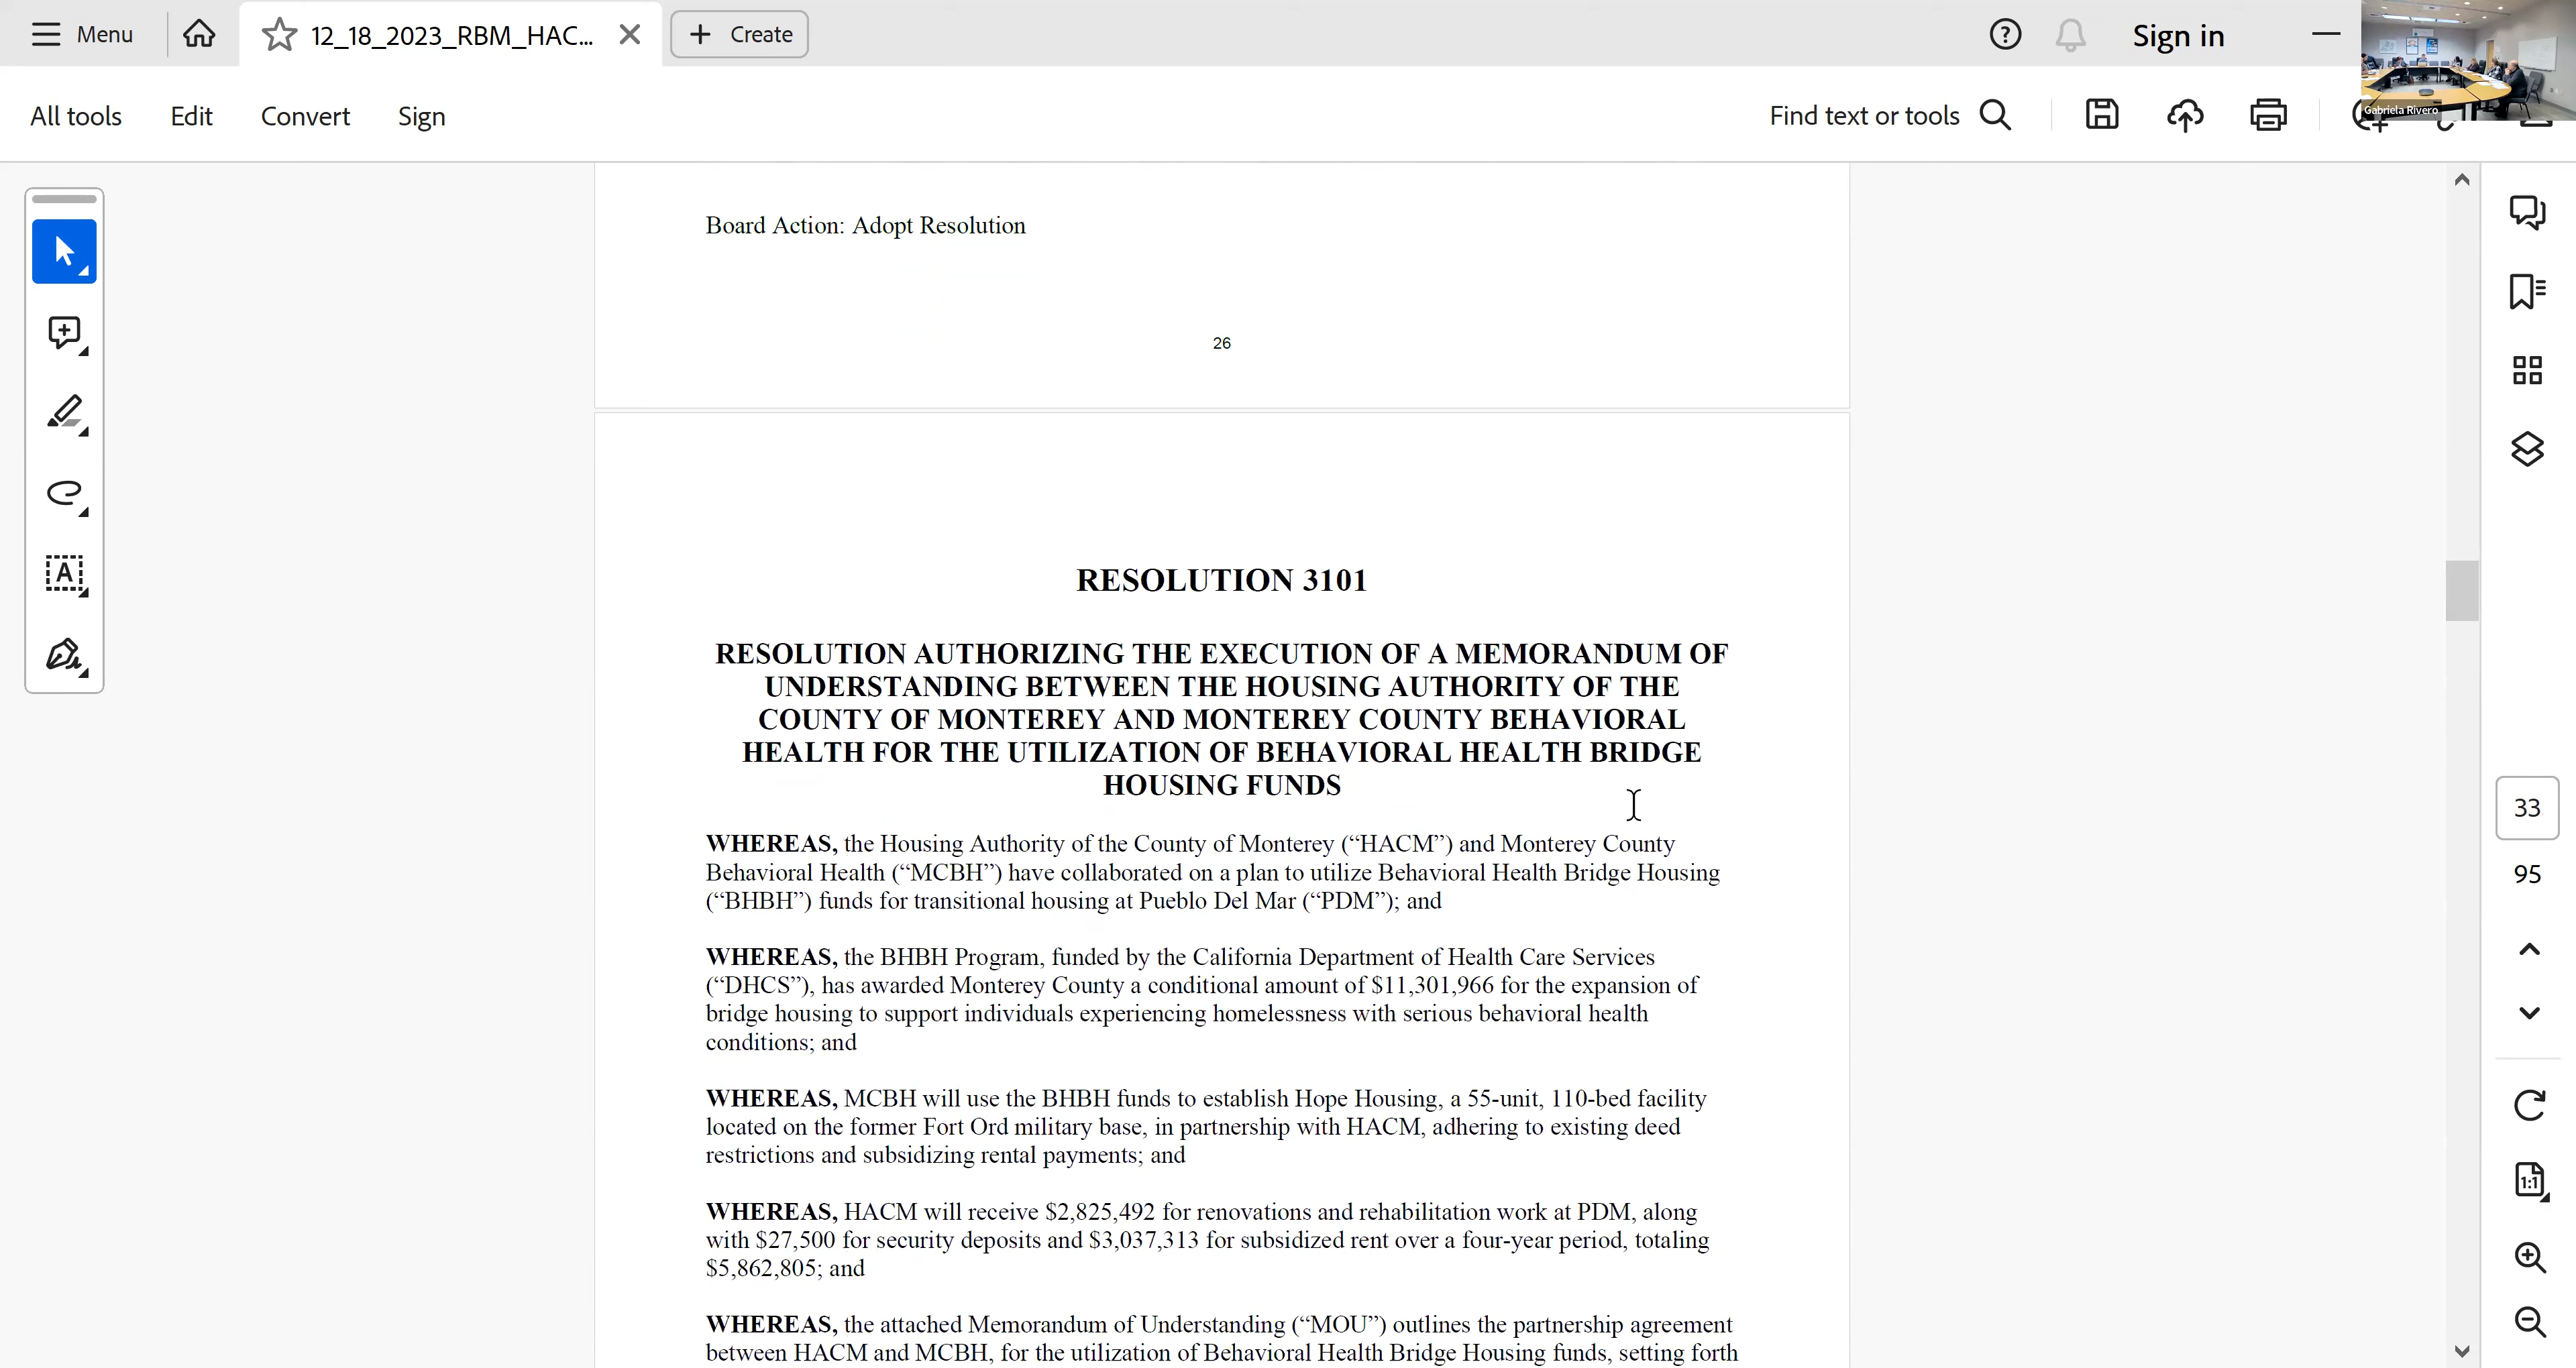 Menu
12_18_2023_RBM_HAC...
Create
Sign in
All tools
Edit
Convert
Sign
Find text or tools
Gabriela Rivero
Board Action: Adopt Resolution
26
RESOLUTION 3101
RESOLUTION AUTHORIZING THE EXECUTION OF A MEMORANDUM OF
UNDERSTANDING BETWEEN THE HOUSING AUTHORITY OF THE
COUNTY OF MONTEREY AND MONTEREY COUNTY BEHAVIORAL
HEALTH FOR THE UTILIZATION OF BEHAVIORAL HEALTH BRIDGE
HOUSING FUNDS
WHEREAS, the Housing Authority of the County of Monterey (“HACM”) and Monterey County
Behavioral Health (“MCBH”) have collaborated on a plan to utilize Behavioral Health Bridge Housing
(“BHBH”) funds for transitional housing at Pueblo Del Mar (“PDM”); and
WHEREAS, the BHBH Program, funded by the California Department of Health Care Services
(“DHCS”), has awarded Monterey County a conditional amount of $11,301,966 for the expansion of
bridge housing to support individuals experiencing homelessness with serious behavioral health
conditions; and
WHEREAS, MCBH will use the BHBH funds to establish Hope Housing, a 55-unit, 110-bed facility
located on the former Fort Ord military base, in partnership with HACM, adhering to existing deed
restrictions and subsidizing rental payments; and
WHEREAS, HACM will receive $2,825,492 for renovations and rehabilitation work at PDM, along
with $27,500 for security deposits and $3,037,313 for subsidized rent over a four-year period, totaling
$5,862,805; and
WHEREAS, the attached Memorandum of Understanding (“MOU”) outlines the partnership agreement
between HACM and MCBH, for the utilization of Behavioral Health Bridge Housing funds, setting forth
33
95
1:1